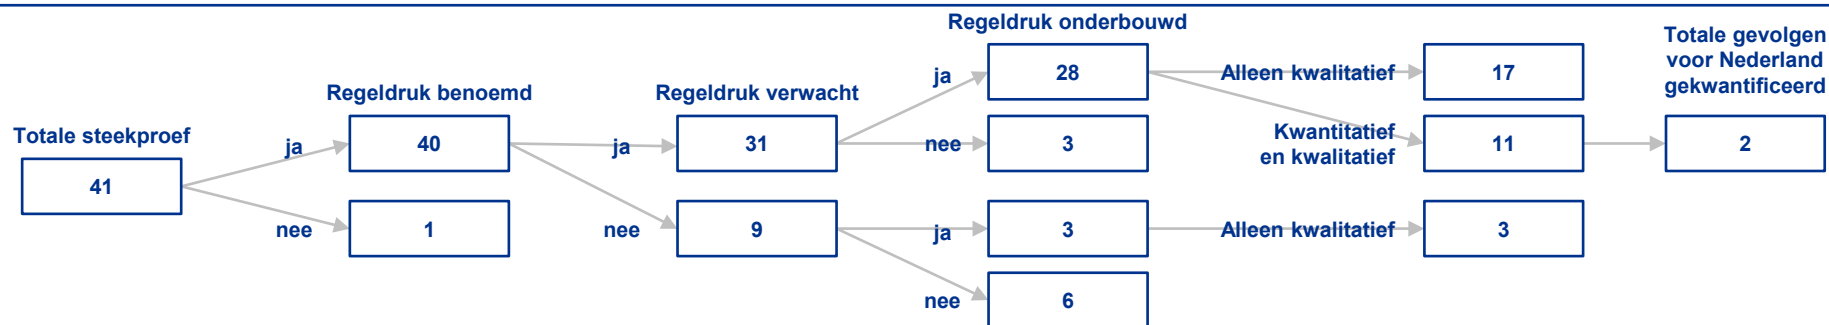 Regeldruk onderbouwd
Totale gevolgen
voor Nederland
gekwantificeerd
ja
28
Alleen kwalitatief
17
Regeldruk benoemd
Regeldruk verwacht
Totale steekproef
ja
40
ja
31
nee
3
Kwantitatief
en kwalitatief
11
2
41
nee
1
nee
9
ja
3
Alleen kwalitatief
3
nee
6